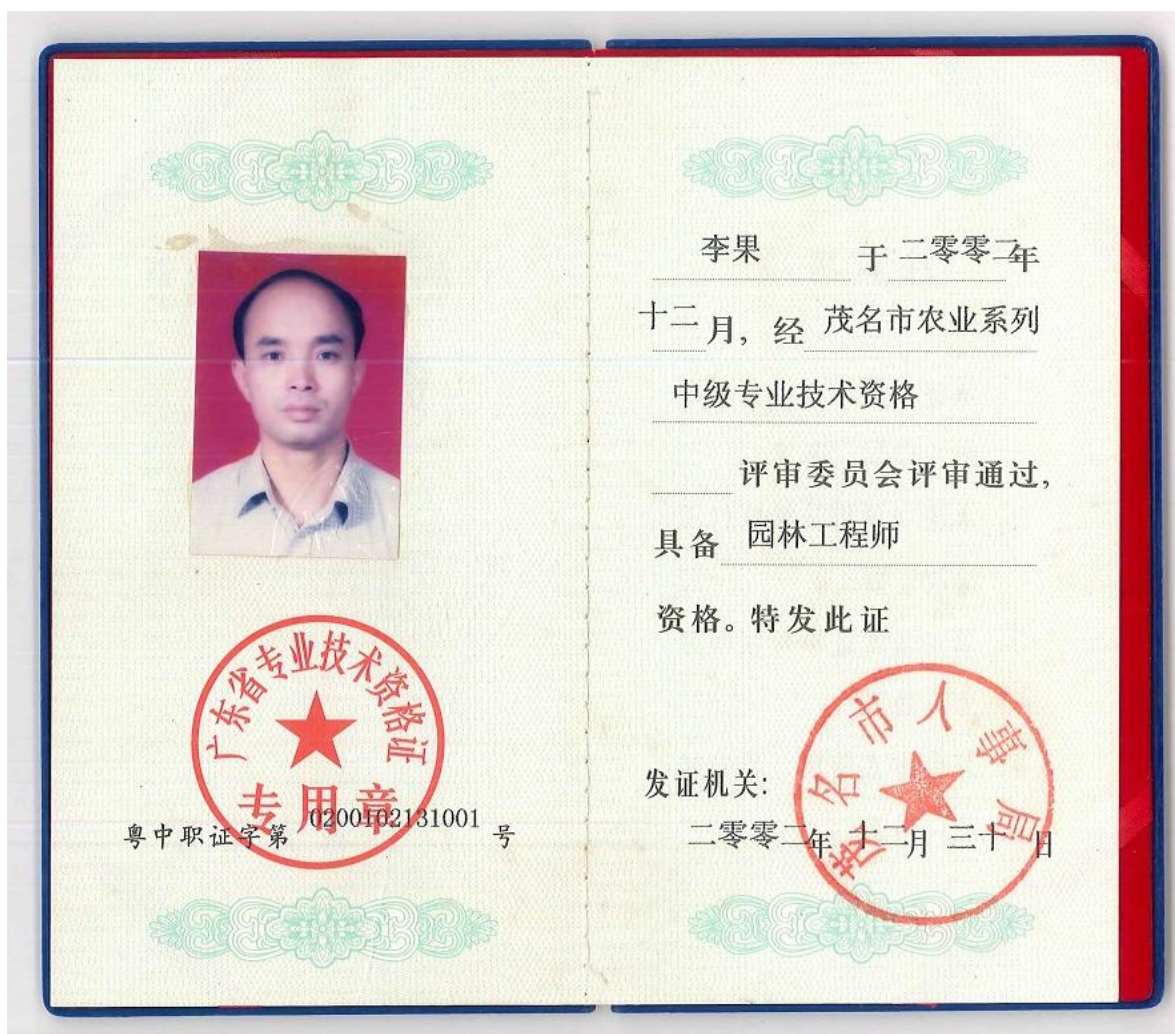 广东省专业技术资格证
专用章
粤中职证字第 0200102131001 号
李果 于 二零零二年
十二月，经 茂名市农业系列
中级专业技术资格
评审委员会评审通过，
具备 园林工程师
资格。特发此证
茂名市人事局
发证机关：
二零零二年 十二月 三十 日